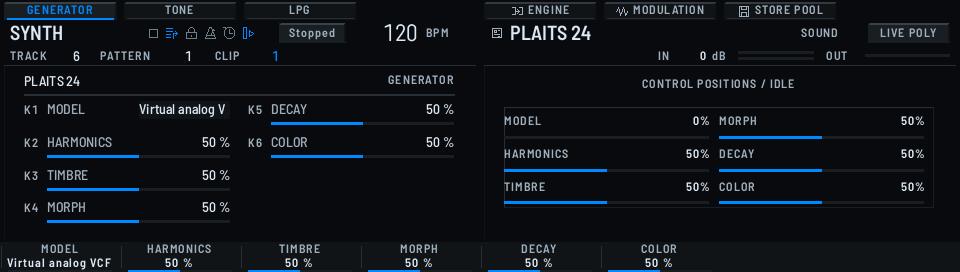 GENERATOR TONE LPG ENGINE MODULATION STORE POOL
SYNTH Stopped 120 BPM PLAITS 24 SOUND LIVE POLY
TRACK 6 PATTERN 1 CLIP 1 IN 0 dB OUT
PLAITS 24 GENERATOR
K1 MODEL Virtual analog V K5 DECAY 50 %
K2 HARMONICS 50 % K6 COLOR 50 %
K3 TIMBRE 50 %
K4 MORPH 50 %
CONTROL POSITIONS / IDLE
MODEL 0% MORPH 50%
HARMONICS 50% DECAY 50%
TIMBRE 50% COLOR 50%
MODEL HARMONICS TIMBRE MORPH DECAY COLOR
Virtual analog VCF 50 % 50 % 50 % 50 % 50 %